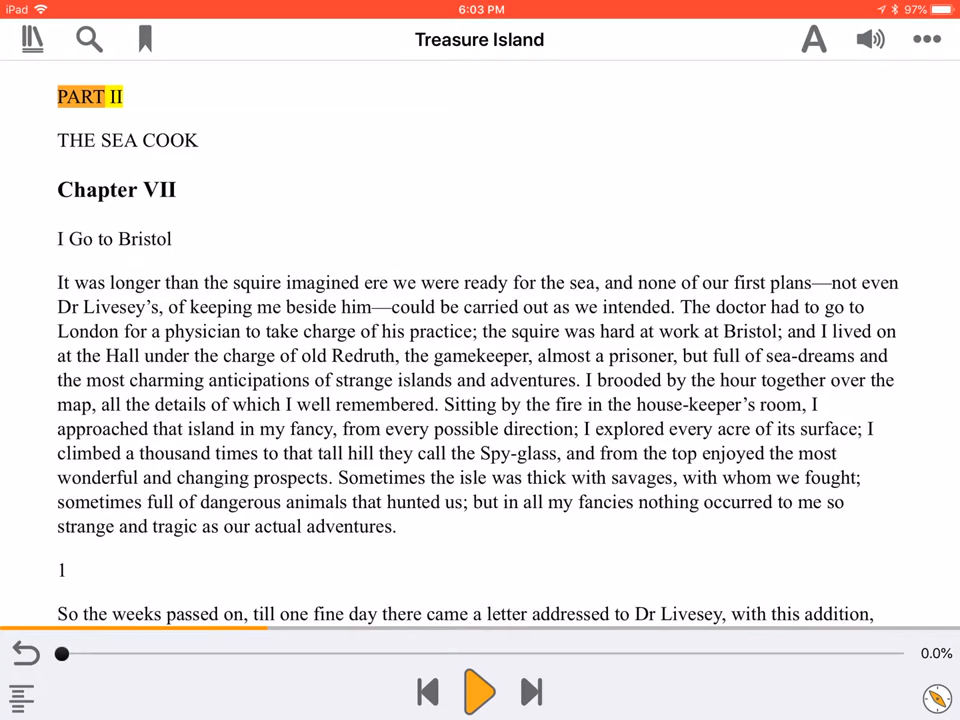 iPad 6:03 PM 97%
A Treasure Island
PART II
THE SEA COOK
Chapter VII
I Go to Bristol
It was longer than the squire imagined ere we were ready for the sea, and none of our first plans—not even
Dr Livesey’s, of keeping me beside him—could be carried out as we intended. The doctor had to go to
London for a physician to take charge of his practice; the squire was hard at work at Bristol; and I lived on
at the Hall under the charge of old Redruth, the gamekeeper, almost a prisoner, but full of sea-dreams and
the most charming anticipations of strange islands and adventures. I brooded by the hour together over the
map, all the details of which I well remembered. Sitting by the fire in the house-keeper’s room, I
approached that island in my fancy, from every possible direction; I explored every acre of its surface; I
climbed a thousand times to that tall hill they call the Spy-glass, and from the top enjoyed the most
wonderful and changing prospects. Sometimes the isle was thick with savages, with whom we fought;
sometimes full of dangerous animals that hunted us; but in all my fancies nothing occurred to me so
strange and tragic as our actual adventures.
1
So the weeks passed on, till one fine day there came a letter addressed to Dr Livesey, with this addition,
0.0%